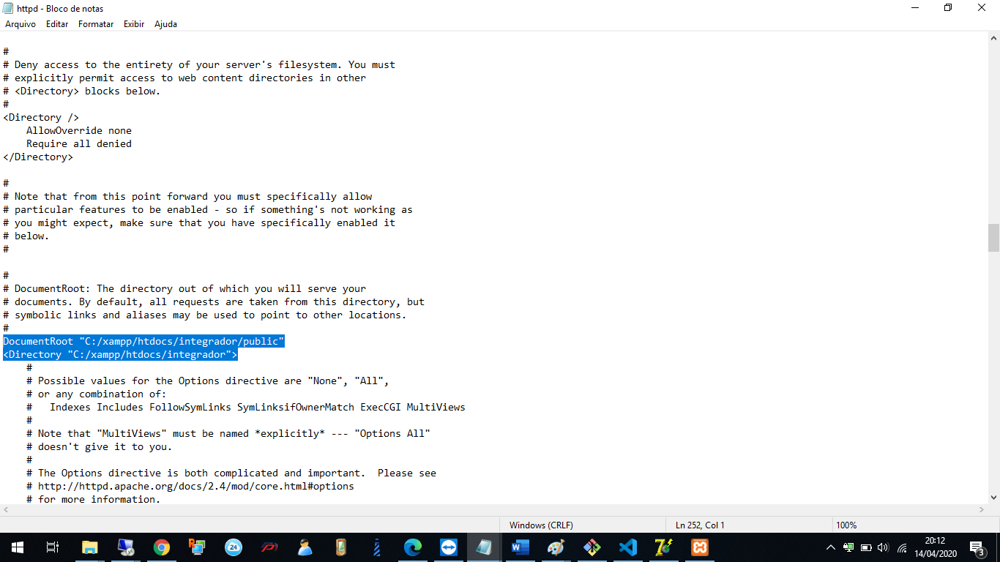 httpd - Bloco de notas
Arquivo Editar Formatar Exibir Ajuda
#
# Deny access to the entirety of your server's filesystem. You must
# explicitly permit access to web content directories in other
# <Directory> blocks below.
#
<Directory />
    AllowOverride none
    Require all denied
</Directory>
#
# Note that from this point forward you must specifically allow
# particular features to be enabled - so if something's not working as
# you might expect, make sure that you have specifically enabled it
# below.
#
#
# DocumentRoot: The directory out of which you will serve your
# documents. By default, all requests are taken from this directory, but
# symbolic links and aliases may be used to point to other locations.
#
DocumentRoot "C:/xampp/htdocs/integrador/public"
<Directory "C:/xampp/htdocs/integrador">
    #
    # Possible values for the Options directive are "None", "All",
    # or any combination of:
    #   Indexes Includes FollowSymLinks SymLinksifOwnerMatch ExecCGI MultiViews
    #
    # Note that "MultiViews" must be named *explicitly* --- "Options All"
    # doesn't give it to you.
    #
    # The Options directive is both complicated and important.  Please see
    # http://httpd.apache.org/docs/2.4/mod/core.html#options
    # for more information.
Windows (CRLF) Ln 252, Col 1 100%
24
20:12
14/04/2020
3